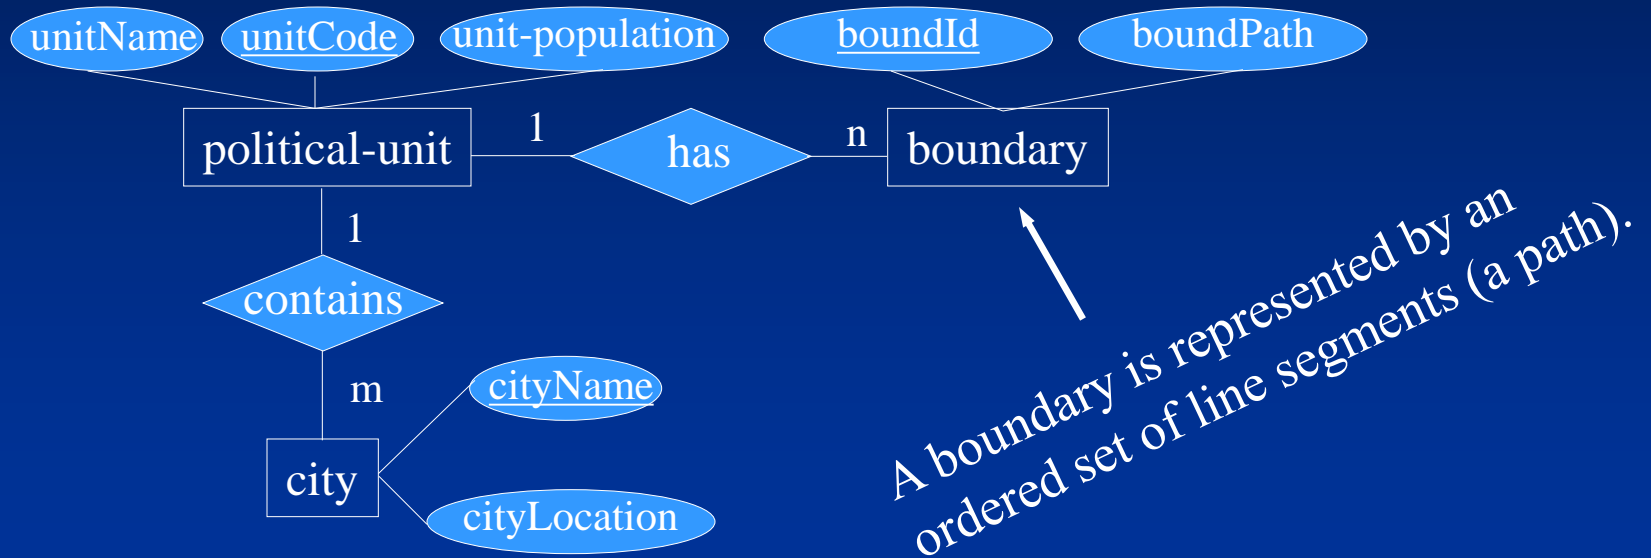 unitName
unitCode
unit-population
boundId
boundPath
political-unit
1
has
n
boundary
1
contains
m
cityName
city
cityLocation
A boundary is represented by an
ordered set of line segments (a path).